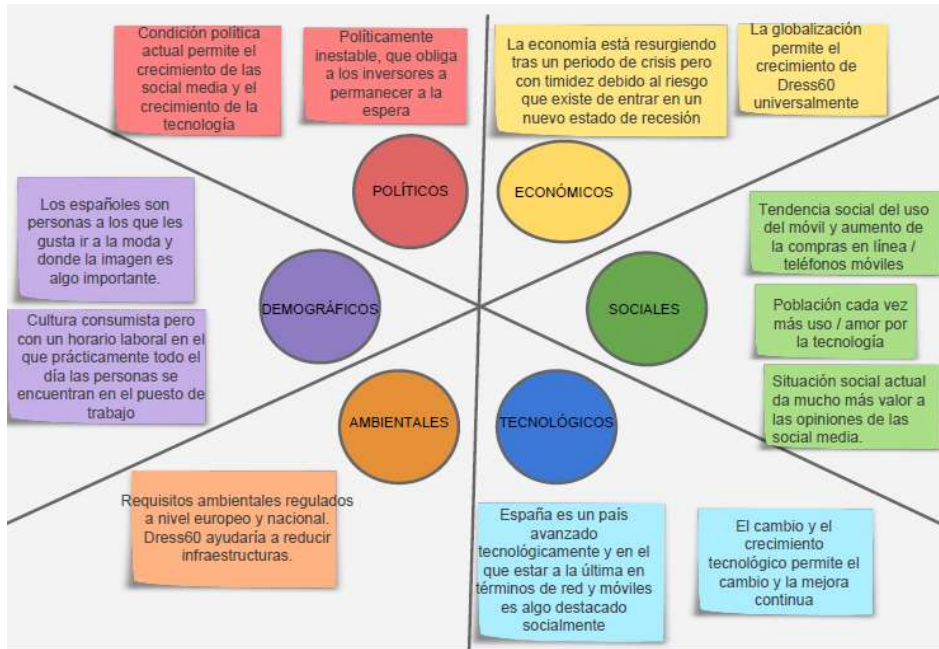 Condición política
actual permite el
crecimiento de las
social media y el
crecimiento de la
tecnología
Políticamente
inestable, que obliga
a los inversores a
permanecer a la
espera
La economía está resurgiendo
tras un periodo de crisis pero
con timidez debido al riesgo
que existe de entrar en un
nuevo estado de recesión
La globalización
permite el
crecimiento de
Dress60
universalmente
POLÍTICOS
ECONÓMICOS
Los españoles son
personas a los que les
gusta ir a la moda y
donde la imagen es
algo importante.
Tendencia social del uso
del móvil y aumento de
la compras en línea /
teléfonos móviles
DEMOGRÁFICOS
SOCIALES
Población cada vez
más uso / amor por
la tecnología
Cultura consumista pero
con un horario laboral en el
que prácticamente todo el
día las personas se
encuentran en el puesto de
trabajo
Situación social actual
da mucho más valor a
las opiniones de las
social media.
AMBIENTALES
TECNOLÓGICOS
Requisitos ambientales regulados
a nivel europeo y nacional.
Dress60 ayudaría a reducir
infraestructuras.
España es un país
avanzado
tecnológicamente y en el
que estar a la última en
términos de red y móviles
es algo destacado
socialmente
El cambio y el
crecimiento
tecnológico permite el
cambio y la mejora
continua